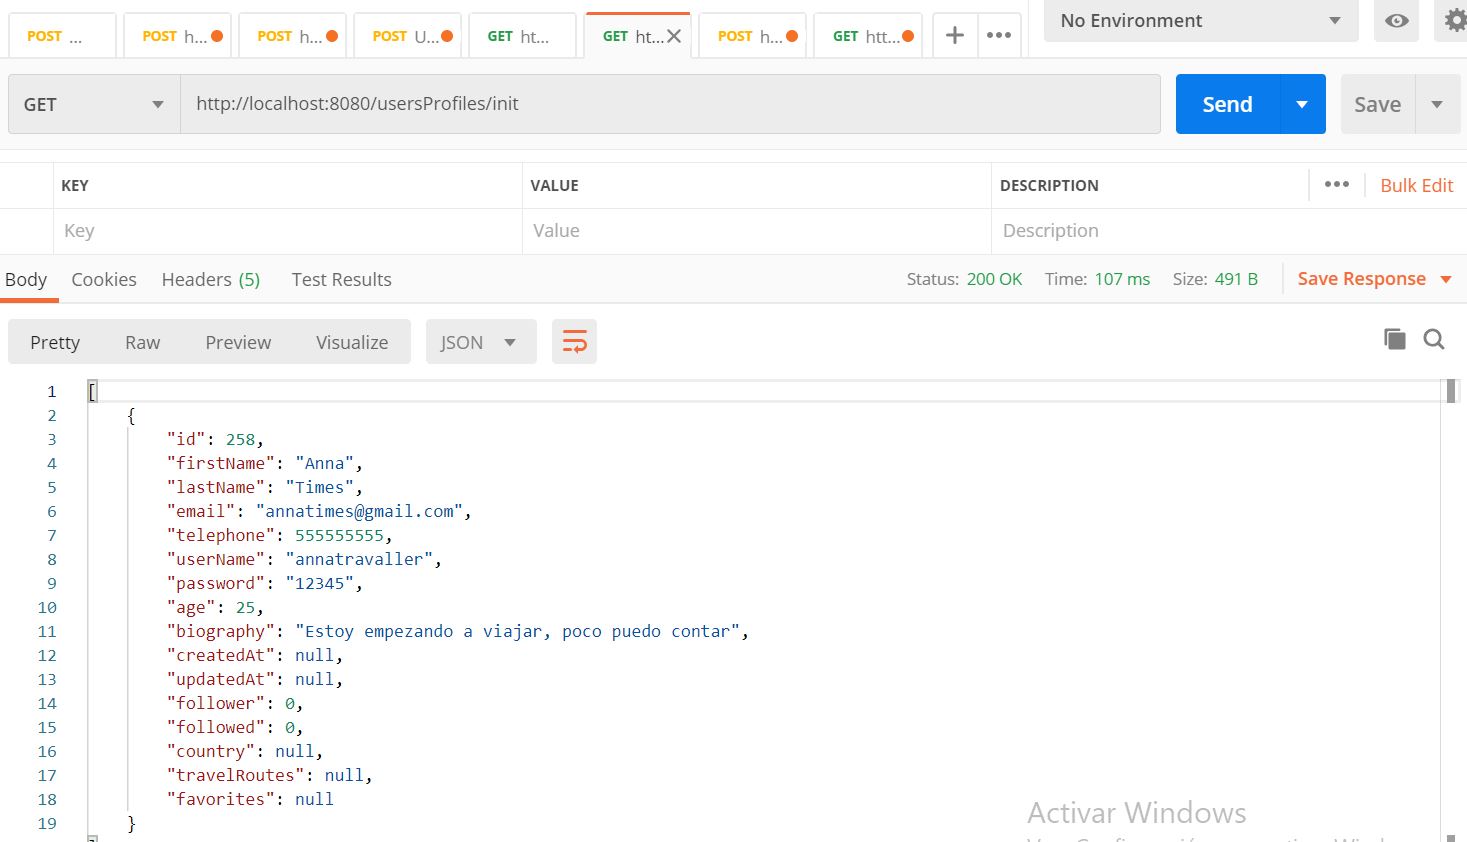 POST ... POST h... POST h... POST U... GET ht... GET ht... POST h... GET htt... No Environment
GET http://localhost:8080/usersProfiles/init Send Save
KEY VALUE DESCRIPTION Bulk Edit
Key Value Description
Body Cookies Headers (5) Test Results Status: 200 OK Time: 107 ms Size: 491 B Save Response
Pretty Raw Preview Visualize JSON
1 [
2 {
3 "id": 258,
4 "firstName": "Anna",
5 "lastName": "Times",
6 "email": "annatimes@gmail.com",
7 "telephone": 555555555,
8 "userName": "annatravaller",
9 "password": "12345",
10 "age": 25,
11 "biography": "Estoy empezando a viajar, poco puedo contar",
12 "createdAt": null,
13 "updatedAt": null,
14 "follower": 0,
15 "followed": 0,
16 "country": null,
17 "travelRoutes": null,
18 "favorites": null
Activar Windows
19 }